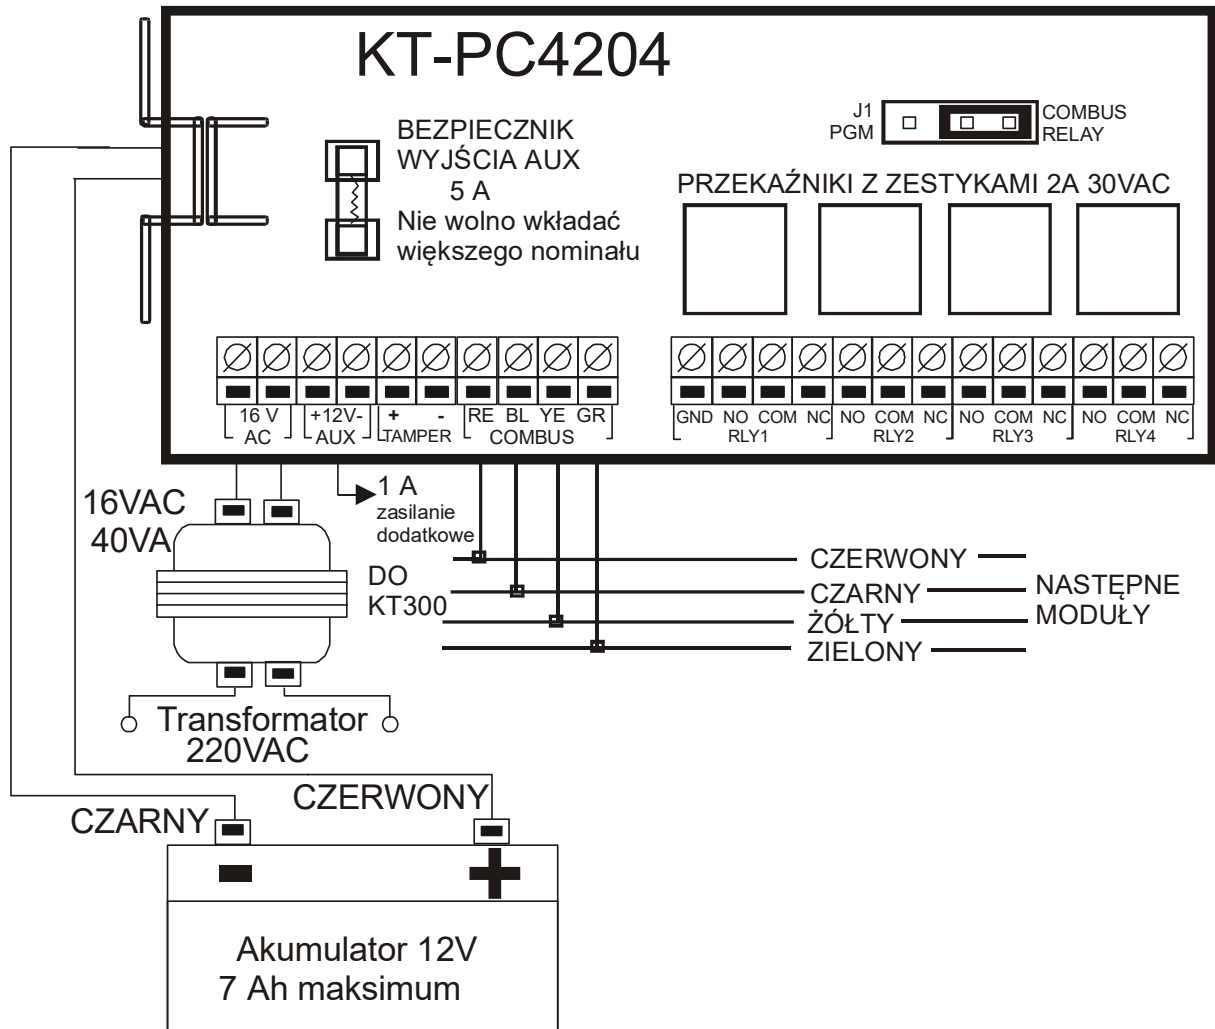 KT-PC4204
BEZPIECZNIK
WYJŚCIA AUX
5 A
Nie wolno wkładać
większego nominału
J1
PGM
COMBUS
RELAY
PRZEKAŹNIKI Z ZESTYKAMI 2A 30VAC
16 V
AC
+12V-
AUX
+ -
TAMPER
RE BL YE GR
COMBUS
GND NO COM NC NO COM NC NO COM NC NO COM NC
RLY1 RLY2 RLY3 RLY4
16VAC
40VA
1 A
zasilanie
dodatkowe
DO
KT300
CZERWONY
CZARNY
ŻÓŁTY
ZIELONY
NASTĘPNE
MODUŁY
Transformator
220VAC
CZARNY
CZERWONY
- +
Akumulator 12V
7 Ah maksimum